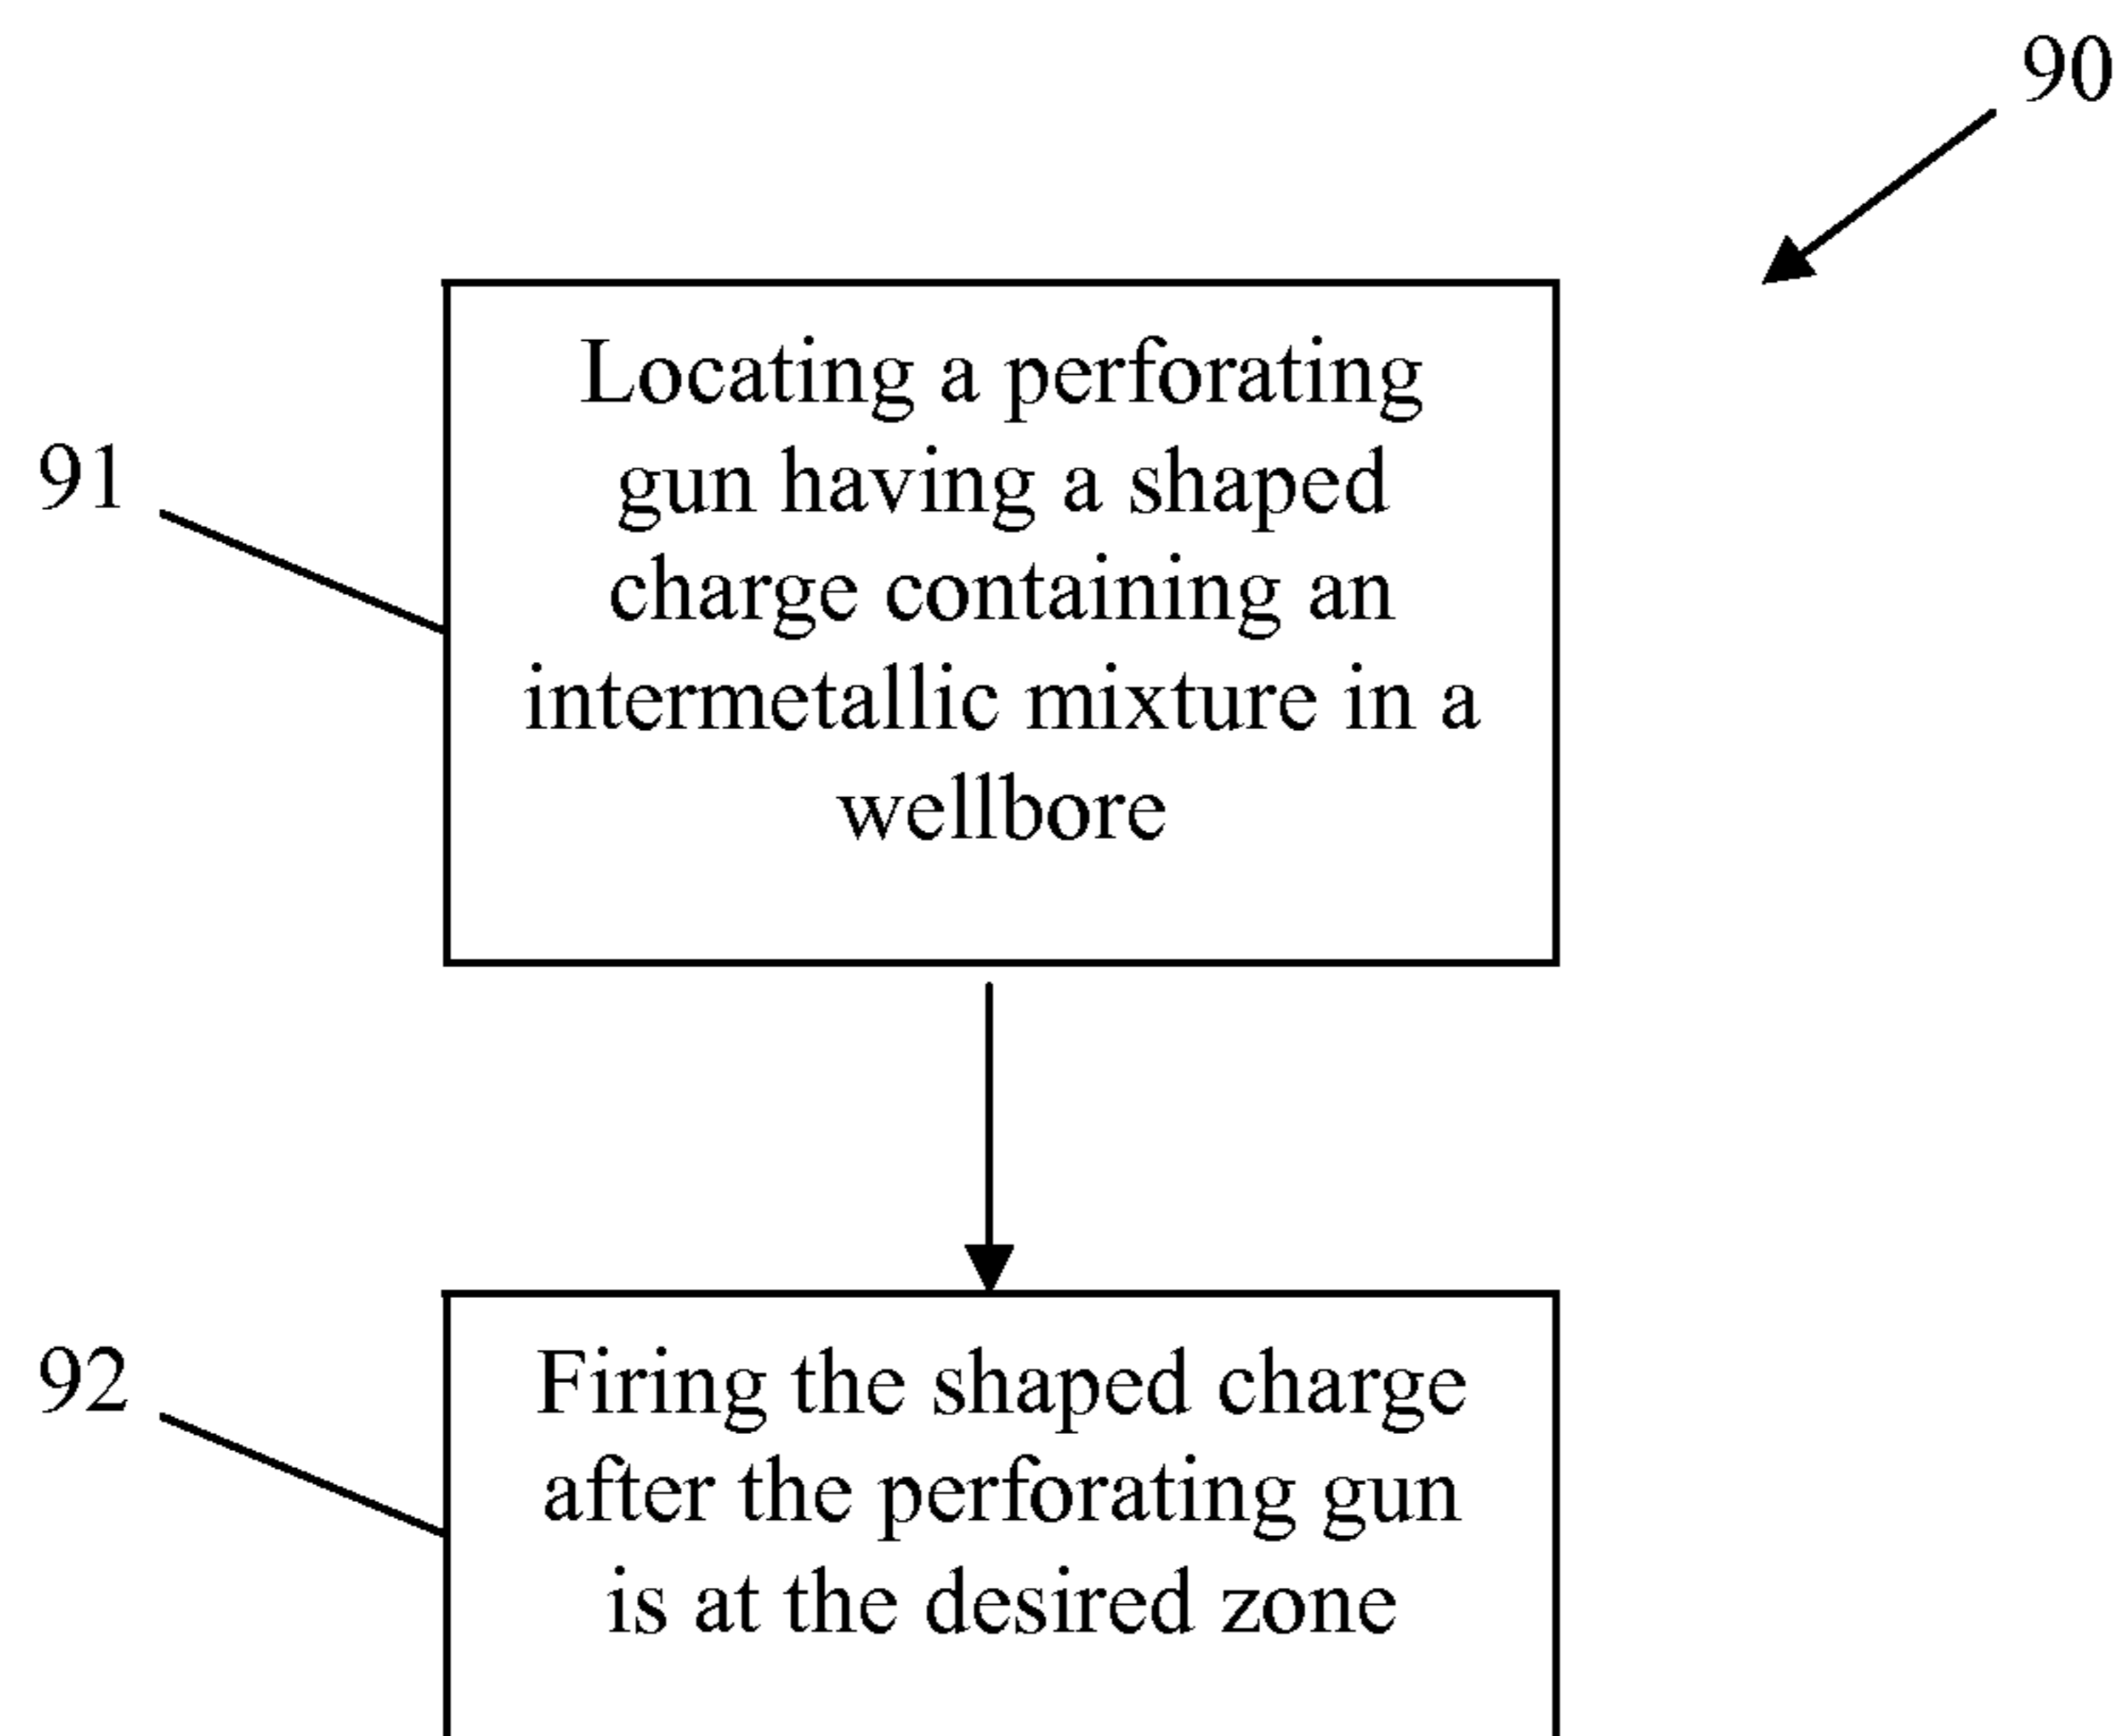 90
91
Locating a perforating
gun having a shaped
charge containing an
intermetallic mixture in a
wellbore
92
Firing the shaped charge
after the perforating gun
is at the desired zone